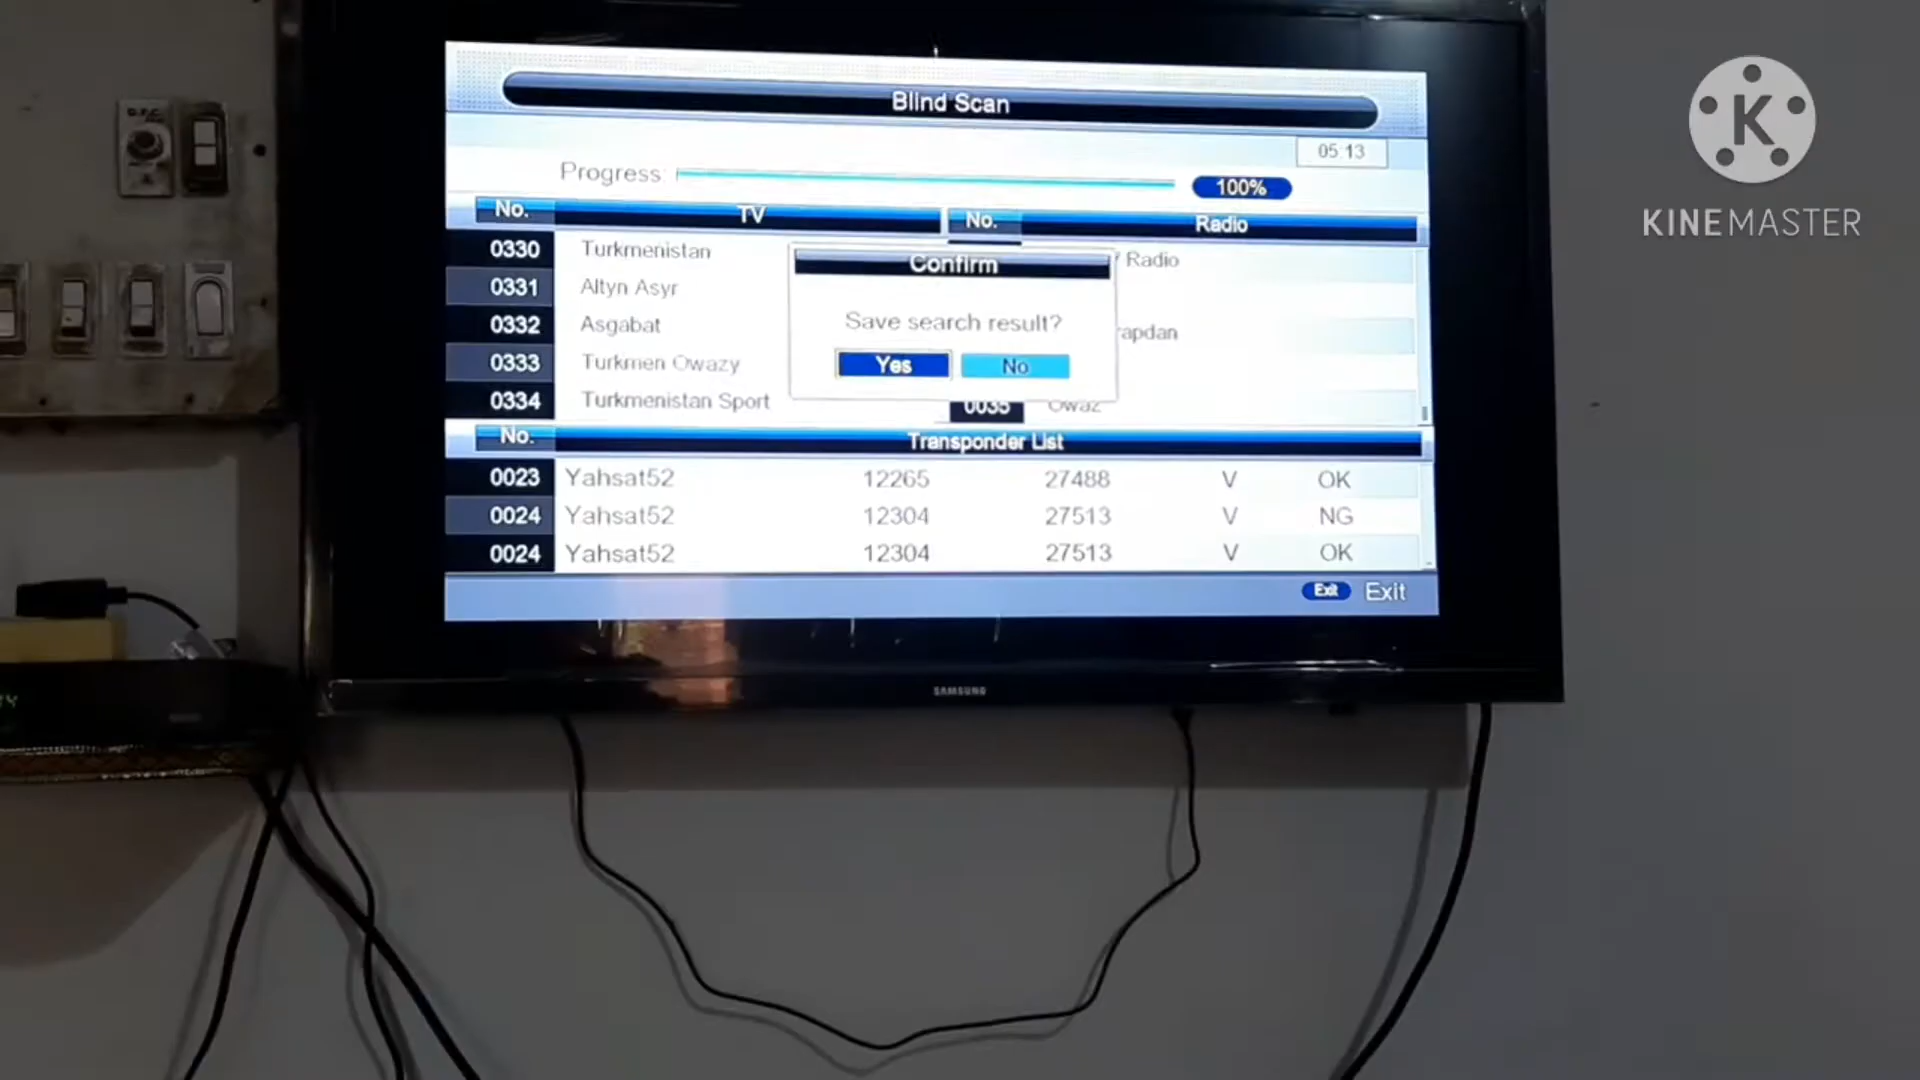 Blind Scan
05:13
Progress: 100%
No. TV No. Radio
0330 Turkmenistan Radio
0331 Altyn Asyr
0332 Asgabat
0333 Turkmen Owazy
0334 Turkmenistan Sport 0035 Owaz
Confirm
Save search result?
Yes No
No. Transponder List
0023 Yahsat52 12265 27488 V OK
0024 Yahsat52 12304 27513 V NG
0024 Yahsat52 12304 27513 V OK
Exit Exit
SAMSUNG
K
KINEMASTER